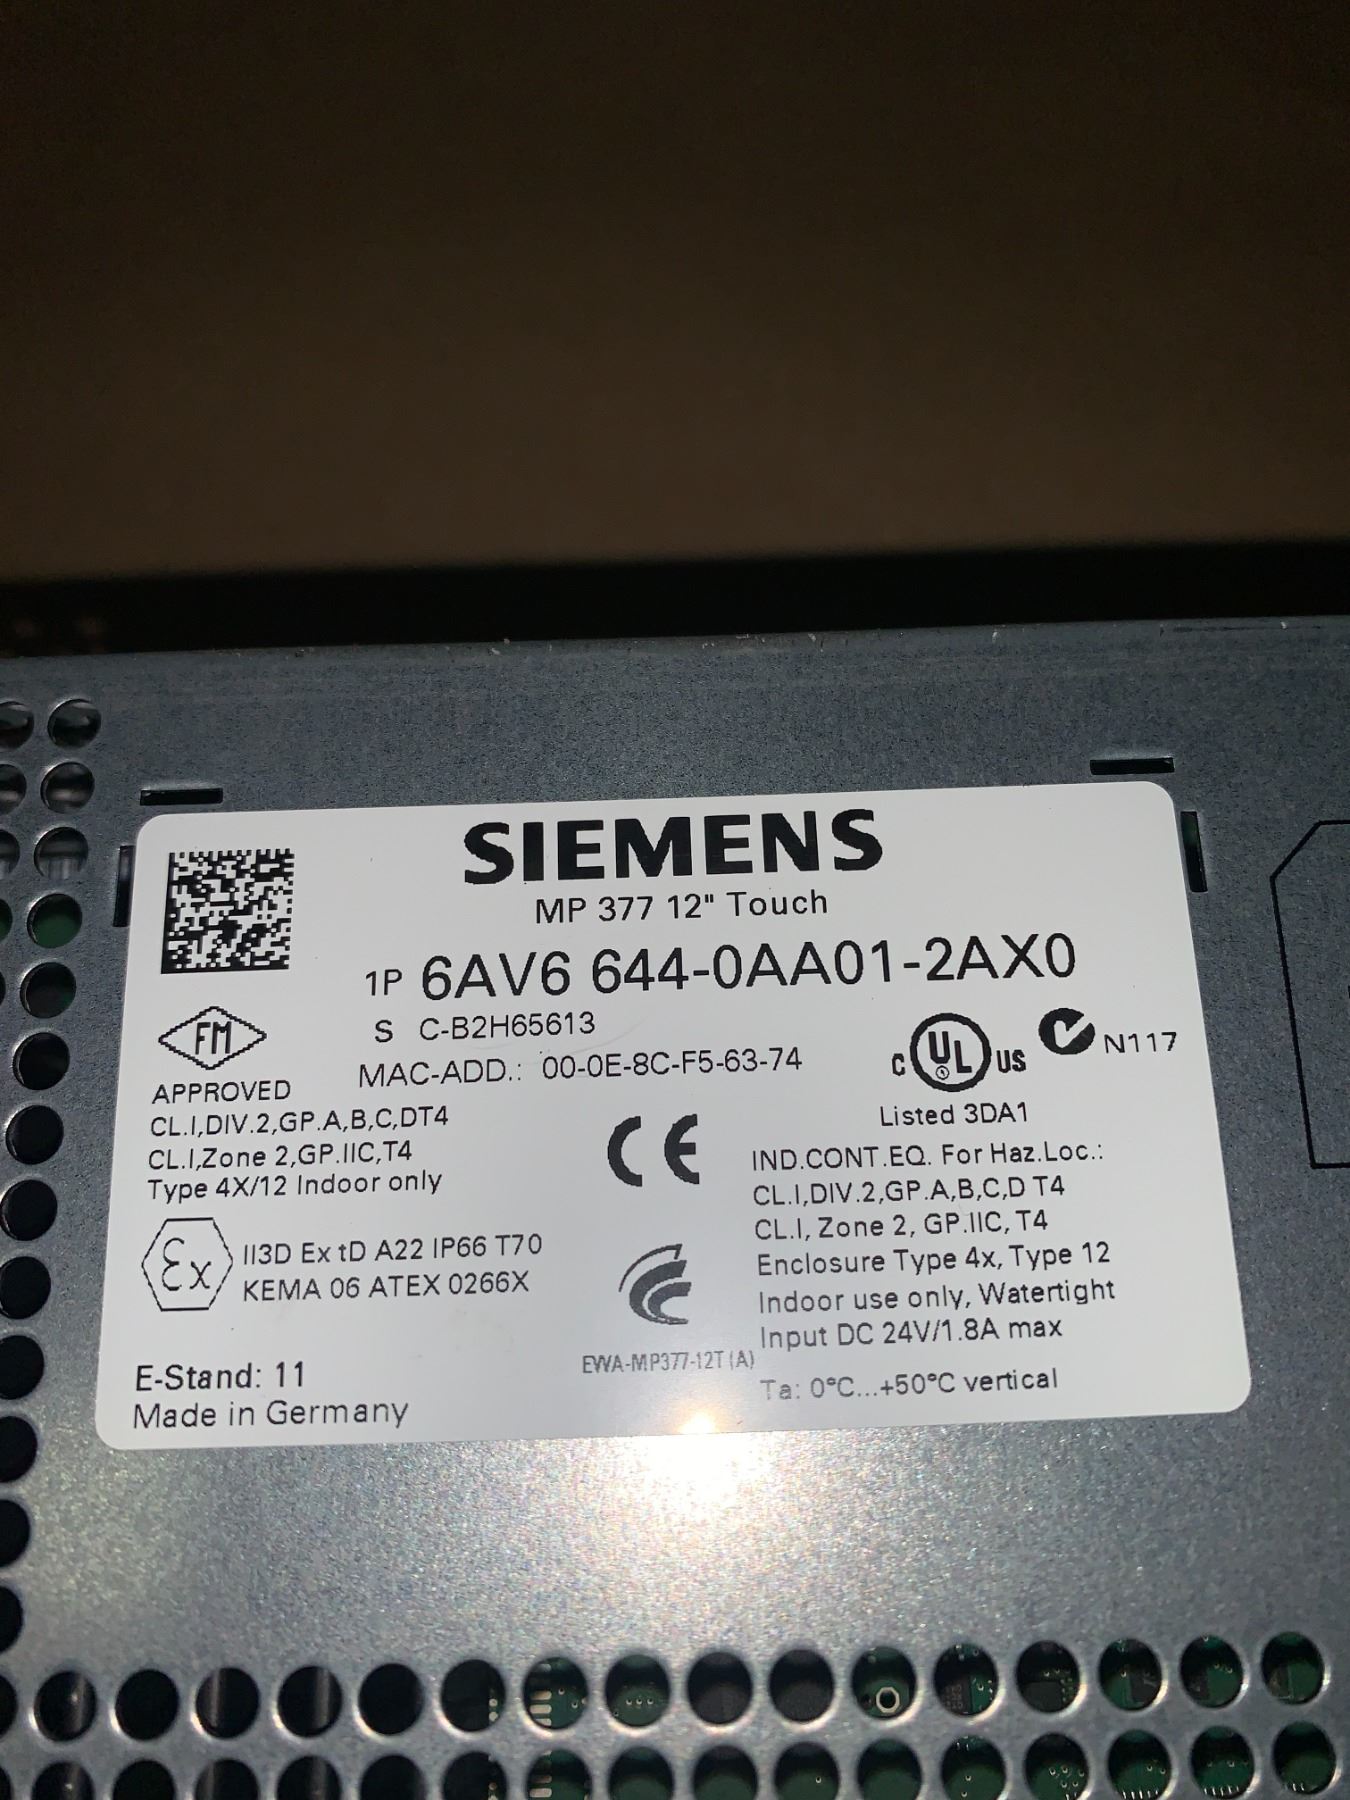 SIEMENS
MP 377 12" Touch
1P 6AV6 644-0AA01-2AX0
S C-B2H65613
MAC-ADD.: 00-0E-8C-F5-63-74
FM
APPROVED
CL.I,DIV.2,GP.A,B,C,DT4
CL.I,Zone 2,GP.IIC,T4
Type 4X/12 Indoor only
Ex II3D Ex tD A22 IP66 T70
KEMA 06 ATEX 0266X
E-Stand: 11
Made in Germany
CE
EWA-MP377-12T(A)
C UL US N117
Listed 3DA1
IND.CONT.EQ. For Haz.Loc.:
CL.I,DIV.2,GP.A,B,C,D T4
CL.I, Zone 2, GP.IIC, T4
Enclosure Type 4x, Type 12
Indoor use only, Watertight
Input DC 24V/1.8A max
Ta: 0°C...+50°C vertical